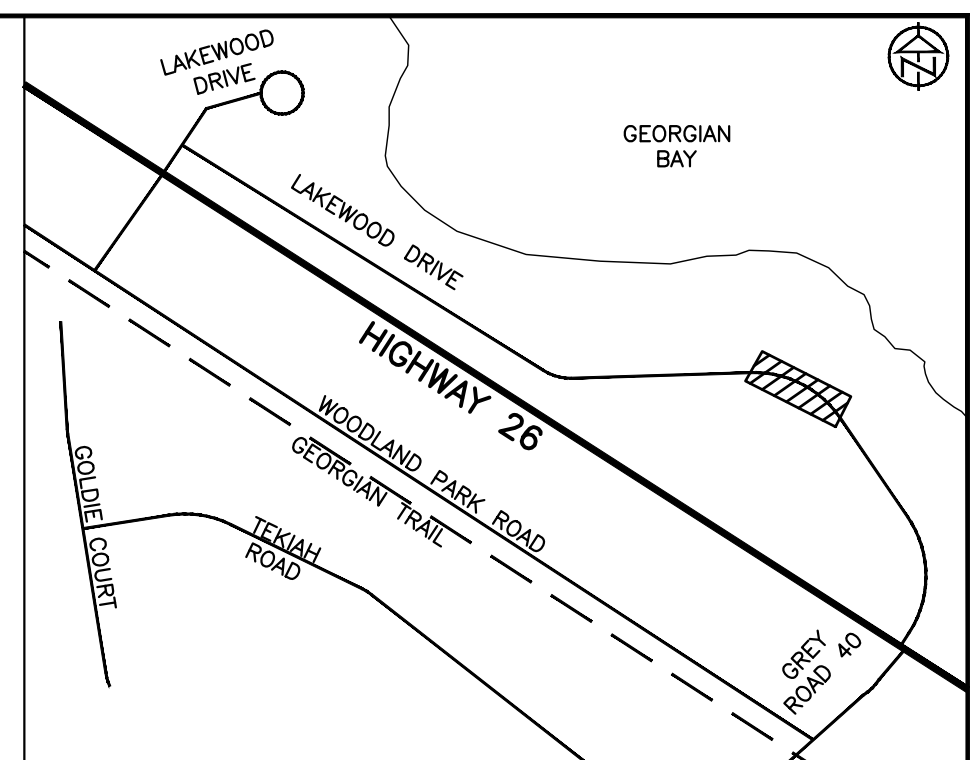 LAKEWOOD
DRIVE
GEORGIAN
BAY
LAKEWOOD DRIVE
HIGHWAY 26
WOODLAND PARK ROAD
GEORGIAN TRAIL
GOLDIE COURT
TEKIAH
ROAD
GREY
ROAD 40
N